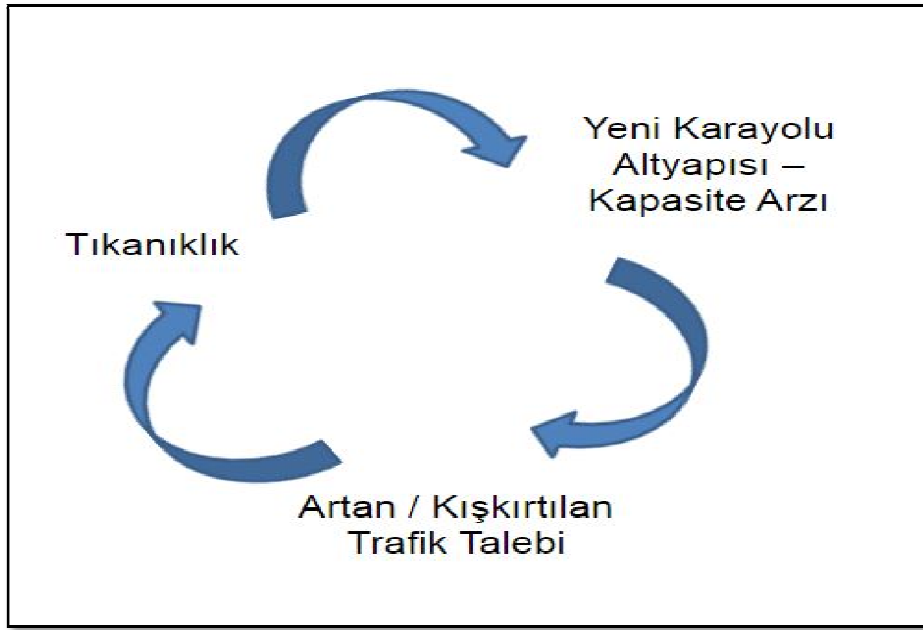 Yeni Karayolu
Altyapısı –
Kapasite Arzı
Tıkanıklık
Artan / Kışkırtılan
Trafik Talebi